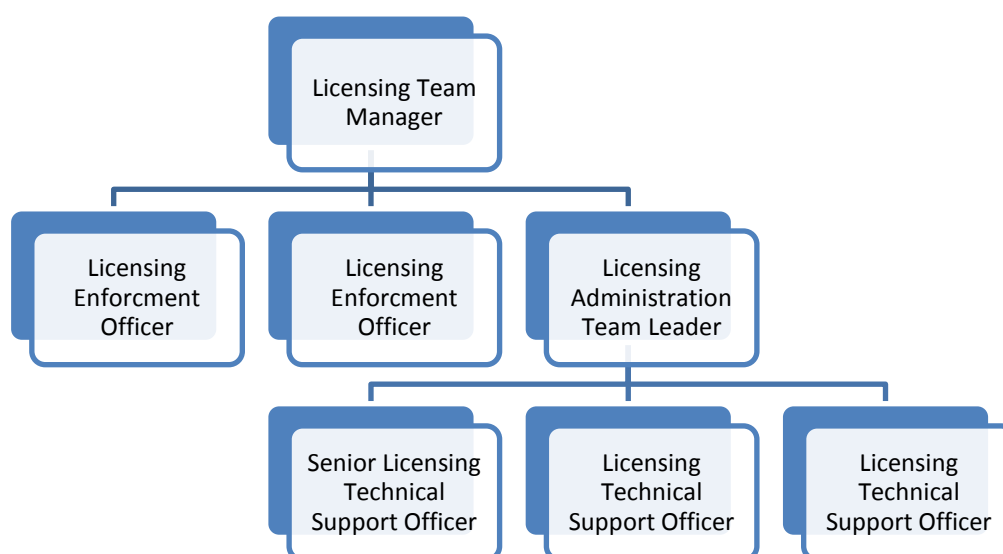 Licensing Team
Manager
Licensing
Enforcment
Officer
Licensing
Enforcment
Officer
Licensing
Administration
Team Leader
Senior Licensing
Technical
Support Officer
Licensing
Technical
Support Officer
Licensing
Technical
Support Officer